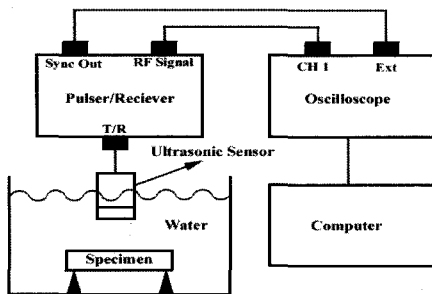 Sync Out RF Signal
CH 1 Ext
Pulser/Reciever
Oscilloscope
T/R
Ultrasonic Sensor
Water
Computer
Specimen